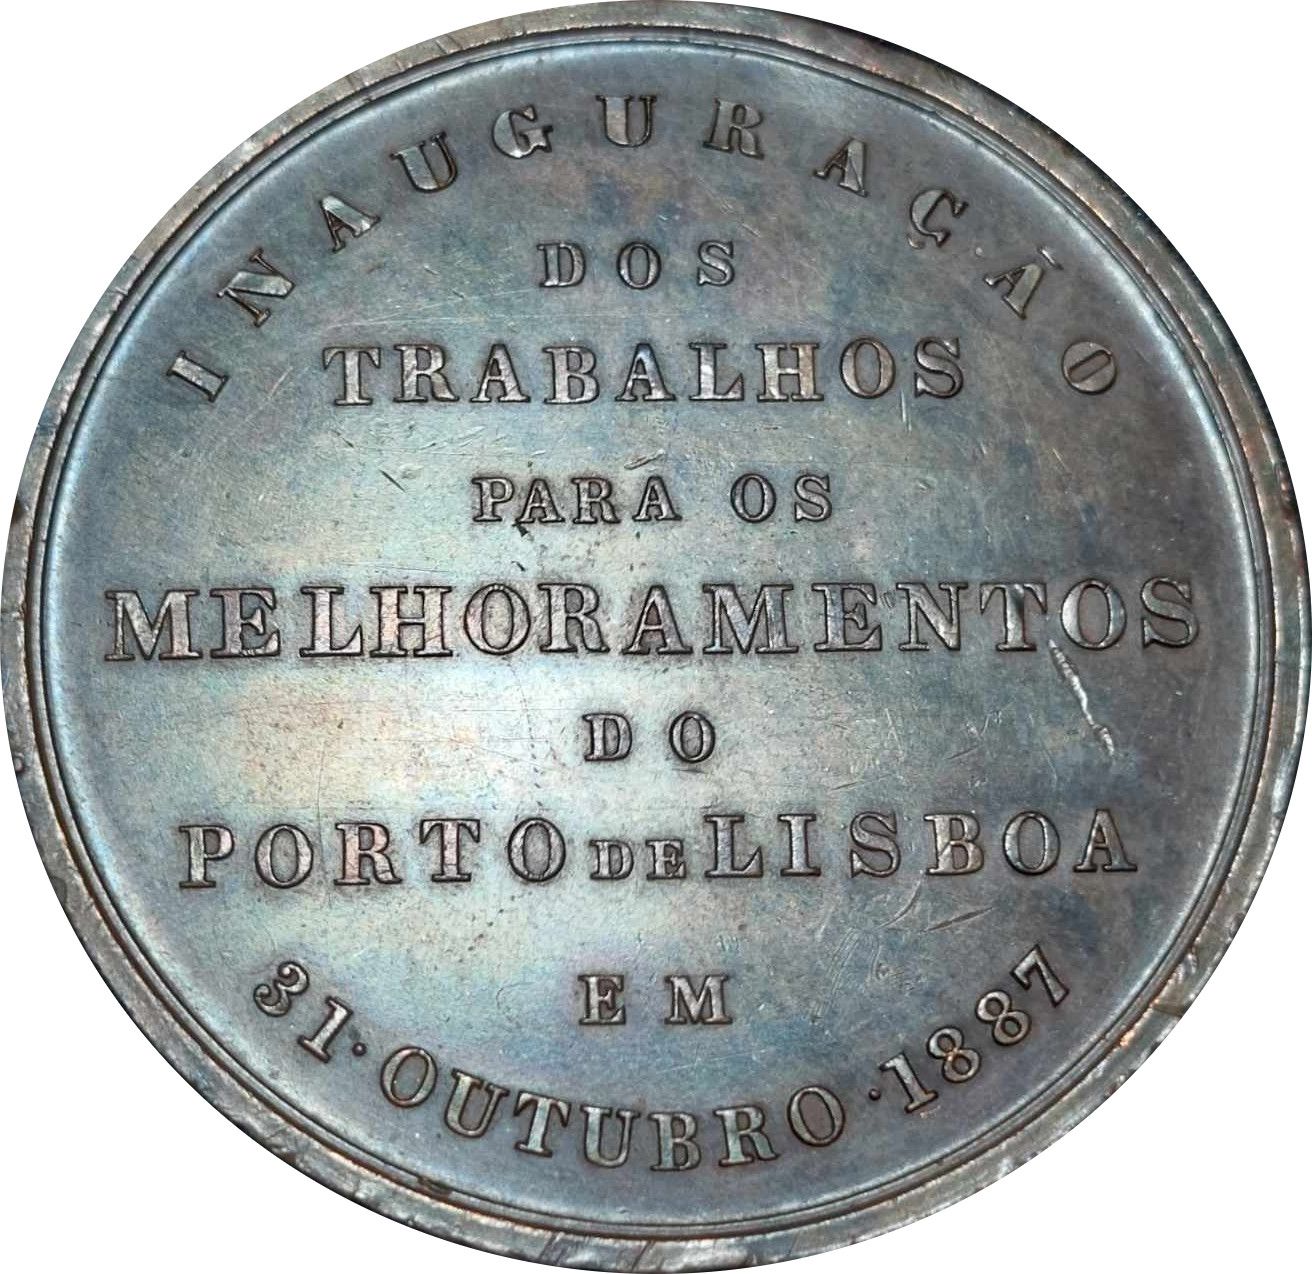 INAUGURAÇÃO
DOS
TRABALHOS
PARA OS
MELHORAMENTOS
DO
PORTO DE LISBOA
EM
31·OUTUBRO·1887